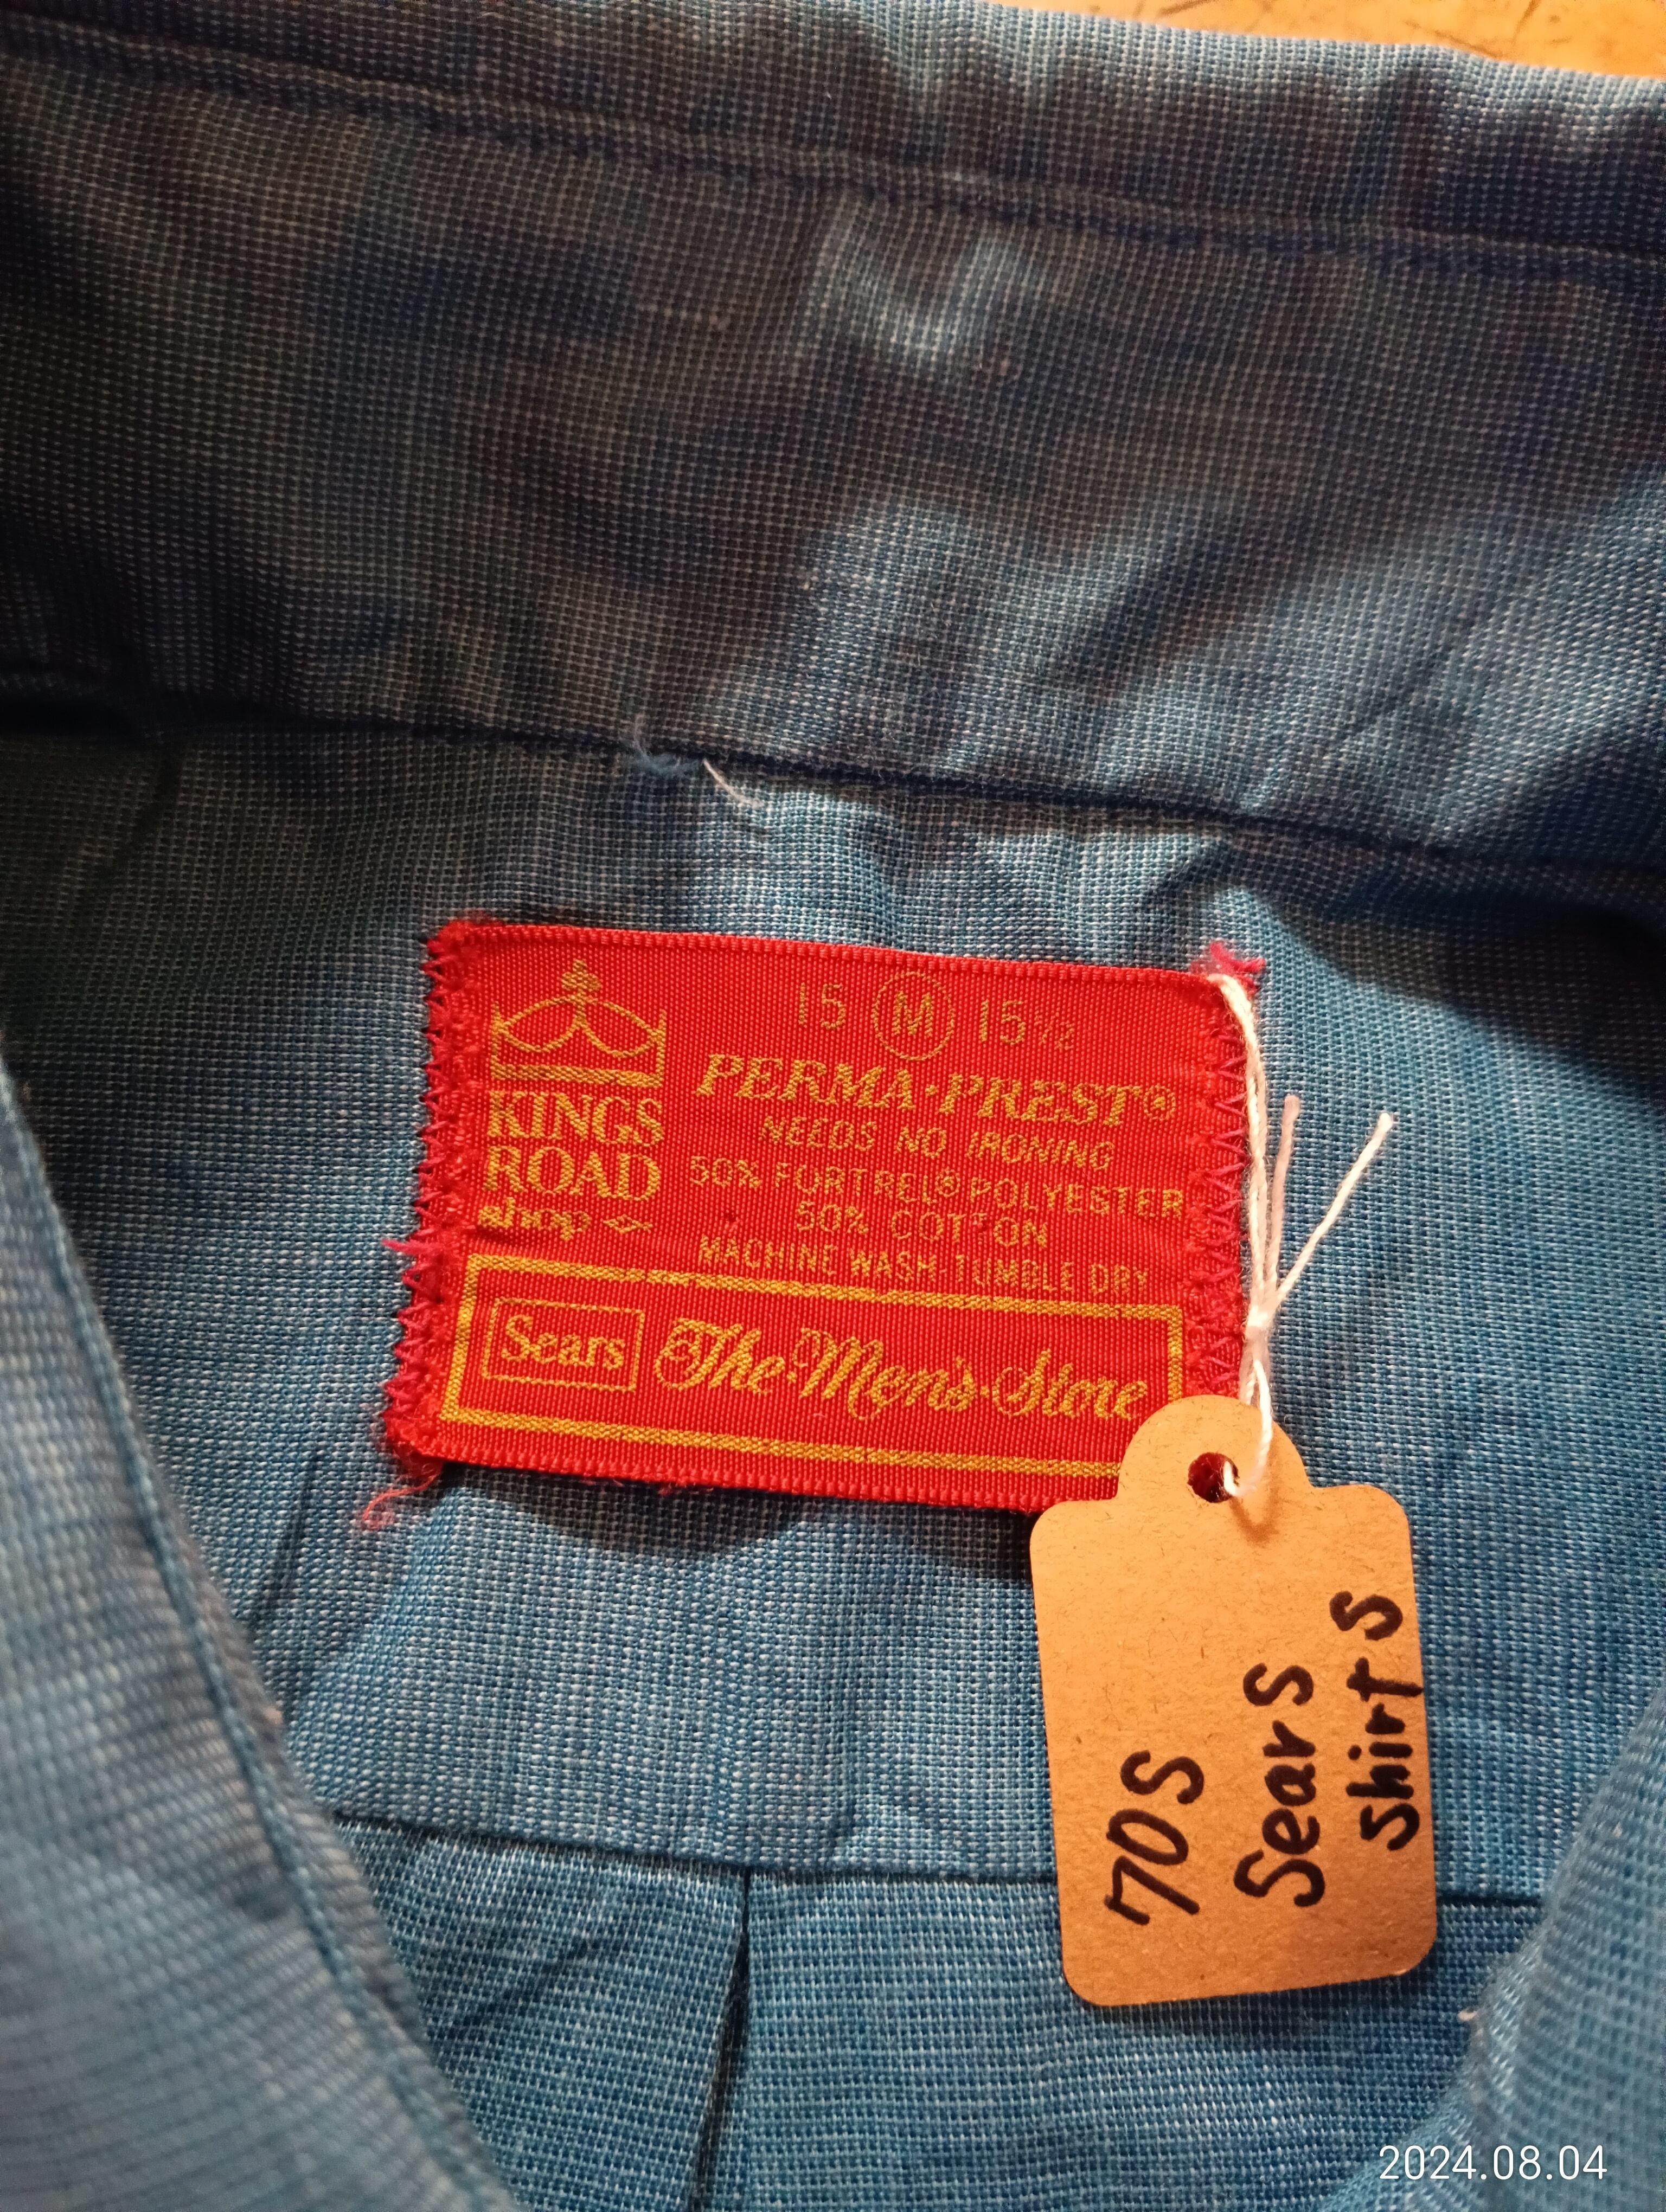 15 M 15½
PERMA·PREST®
NEEDS NO IRONING
50% FORTREL® POLYESTER
50% COTTON
MACHINE WASH-TUMBLE DRY
KINGS
ROAD
shop
Sears The·Men's·Store
70s
Sears
shirts
2024.08.04